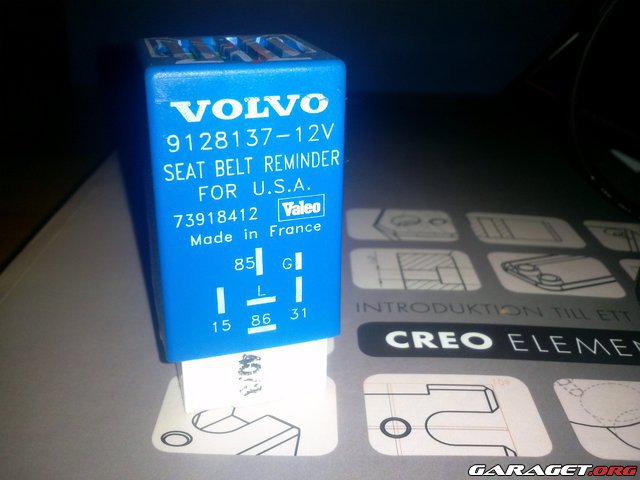 VOLVO
9128137-12V
SEAT BELT REMINDER
FOR U.S.A.
73918412 Valeo
Made in France
85 G
L
15 86 31
INTRODUKTION TILL ETT
CREO ELEMEN
GARAGET.ORG